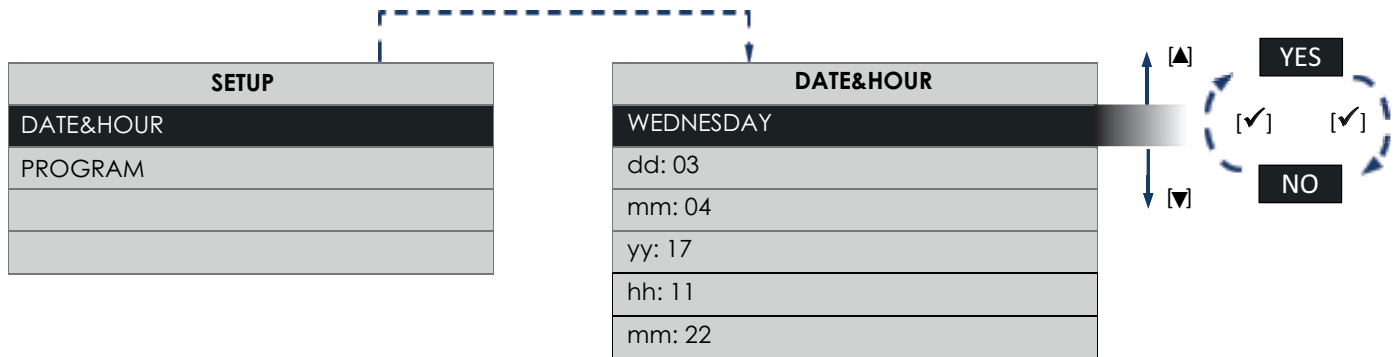 SETUP
DATE&HOUR
PROGRAM
DATE&HOUR
WEDNESDAY
dd: 03
mm: 04
yy: 17
hh: 11
mm: 22
[▲]
[▼]
YES
[✔] [✔]
NO